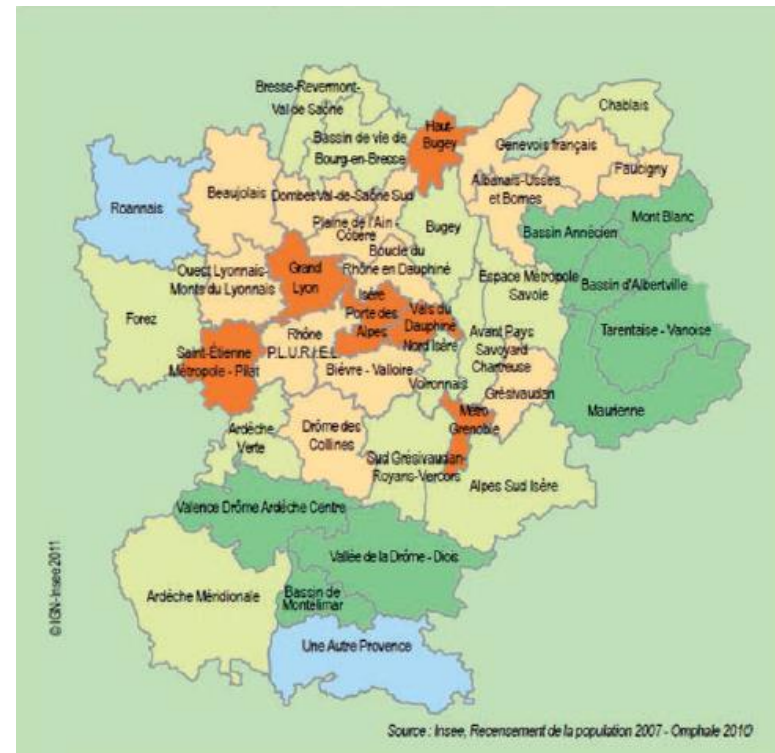 Bresse-Revermont-
Val de Saône
Chablais
Haut-
Bugey
Bassin de vie de
Bourg-en-Bresse
Genevois français
Faucigny
Albanais-Usses
et Bornes
Beaujolais
Dombes Val-de-Saône Sud
Roannais
Mont Blanc
Plaine de l'Ain -
Côtière
Bugey
Bassin Annécien
Boucle du
Rhône en Dauphiné
Ouest Lyonnais-
Monts du Lyonnais
Grand
Lyon
Espace Métropole
Savoie
Bassin d'Albertville
Isère
Porte des
Alpes
Vals du
Dauphiné
Nord Isère
Forez
Tarentaise - Vanoise
Rhône
P.L.U.R.I.E.L.
Avant Pays
Savoyard
Chartreuse
Saint-Étienne
Métropole - Pilat
Bièvre - Valloire
Voironnais
Grésivaudan
Maurienne
Métro
Grenoble
Ardèche
Verte
Drôme des
Collines
Sud Grésivaudan-
Royans-Vercors
Alpes Sud Isère
Valence Drôme Ardèche Centre
Vallée de la Drôme - Diois
Ardèche Méridionale
Bassin de
Montélimar
Une Autre Provence
© IGN-Insee 2011
Source : Insee, Recensement de la population 2007 - Omphale 2010